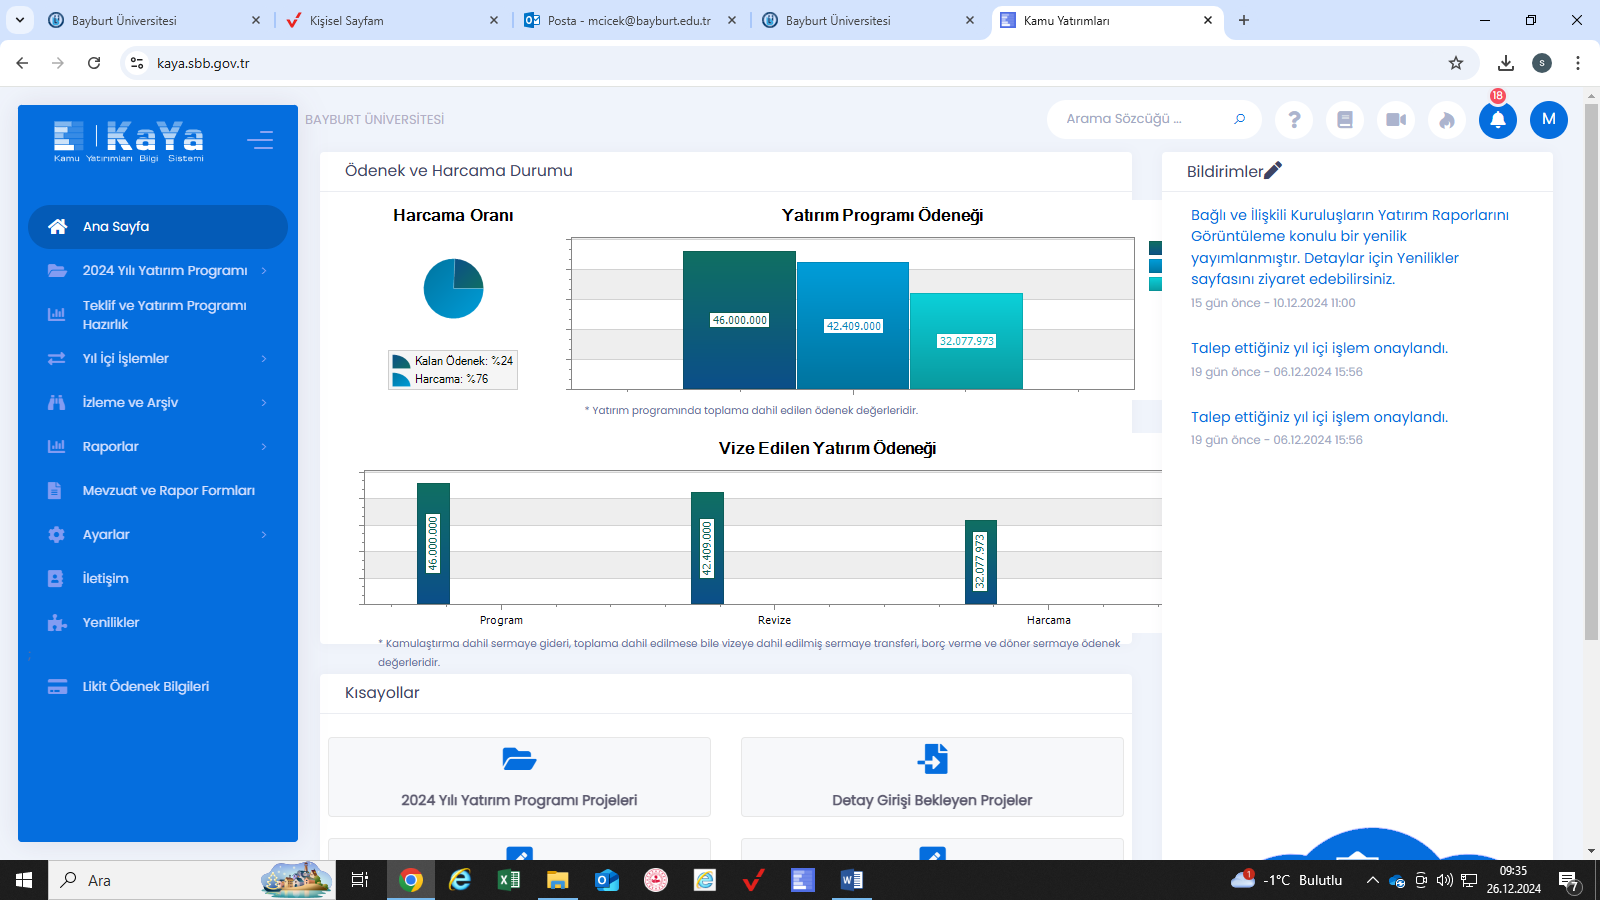 Bayburt Üniversitesi
Kişisel Sayfam
Posta - mcicek@bayburt.edu.tr
Bayburt Üniversitesi
Kamu Yatırımları
kaya.sbb.gov.tr
s
KaYa
Kamu Yatırımları Bilgi Sistemi
BAYBURT ÜNİVERSİTESİ
Arama Sözcüğü ...
?
18
M
Ana Sayfa
2024 Yılı Yatırım Programı
Teklif ve Yatırım Programı
Hazırlık
Yıl İçi İşlemler
İzleme ve Arşiv
Raporlar
Mevzuat ve Rapor Formları
Ayarlar
İletişim
Yenilikler
Likit Ödenek Bilgileri
Ödenek ve Harcama Durumu
Harcama Oranı
Kalan Ödenek: %24
Harcama: %76
Yatırım Programı Ödeneği
46.000.000
42.409.000
32.077.973
* Yatırım programında toplama dahil edilen ödenek değerleridir.
Vize Edilen Yatırım Ödeneği
46.000.000
42.409.000
32.077.973
Program
Revize
Harcama
* Kamulaştırma dahil sermaye gideri, toplama dahil edilmese bile vizeye dahil edilmiş sermaye transferi, borç verme ve döner sermaye ödenek
değerleridir.
Kısayollar
2024 Yılı Yatırım Programı Projeleri
Detay Girişi Bekleyen Projeler
Bildirimler
Bağlı ve İlişkili Kuruluşların Yatırım Raporlarını
Görüntüleme konulu bir yenilik
yayımlanmıştır. Detaylar için Yenilikler
sayfasını ziyaret edebilirsiniz.
15 gün önce - 10.12.2024 11:00
Talep ettiğiniz yıl içi işlem onaylandı.
19 gün önce - 06.12.2024 15:56
Talep ettiğiniz yıl içi işlem onaylandı.
19 gün önce - 06.12.2024 15:56
Ara
1
-1°C Bulutlu
09:35
26.12.2024
7